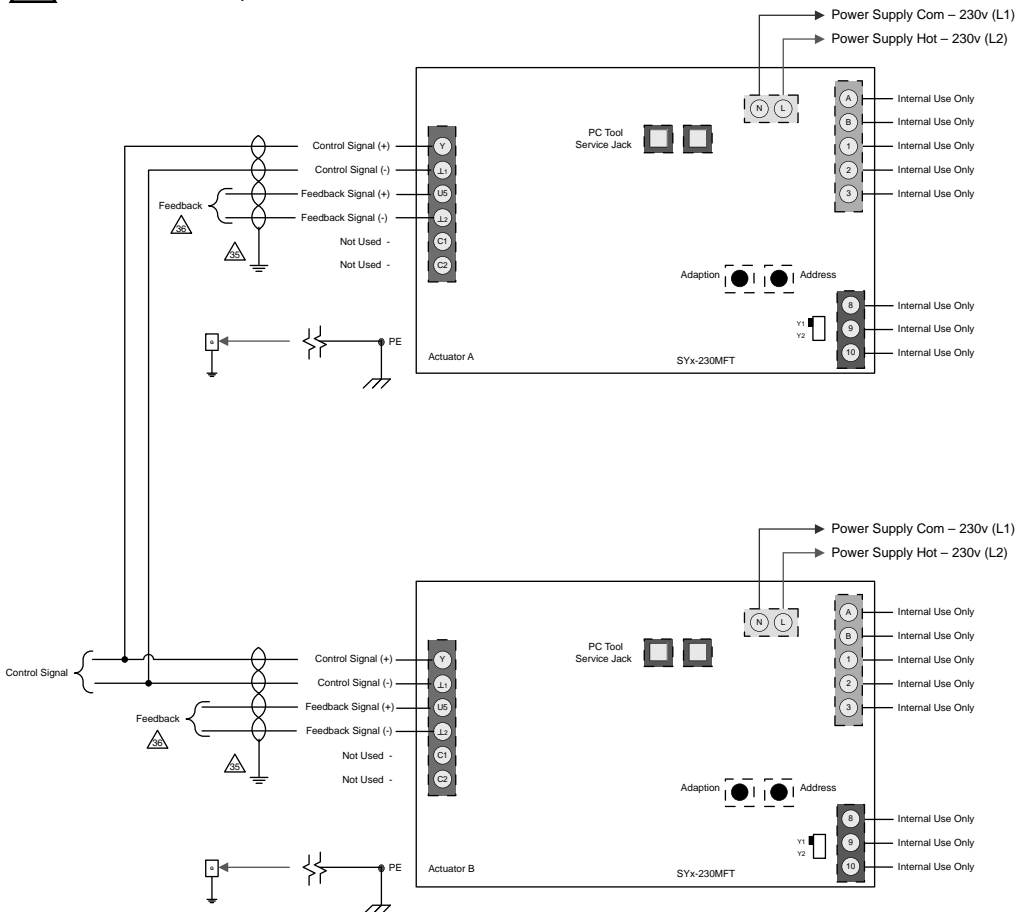 Power Supply Com – 230v (L1)
Power Supply Hot – 230v (L2)
N L
A Internal Use Only
B Internal Use Only
1 Internal Use Only
2 Internal Use Only
3 Internal Use Only
PC Tool
Service Jack
Control Signal (+) Y
Control Signal (-) ⊥1
Feedback Signal (+) U5
Feedback Signal (-) ⊥2
Not Used - C1
Not Used - C2
Feedback
36
35
Adaption Address
8 Internal Use Only
9 Internal Use Only
10 Internal Use Only
Y1
Y2
PE
Actuator A
SYx-230MFT
Power Supply Com – 230v (L1)
Power Supply Hot – 230v (L2)
N L
A Internal Use Only
B Internal Use Only
1 Internal Use Only
2 Internal Use Only
3 Internal Use Only
PC Tool
Service Jack
Control Signal
Control Signal (+) Y
Control Signal (-) ⊥1
Feedback Signal (+) U5
Feedback Signal (-) ⊥2
Not Used - C1
Not Used - C2
Feedback
36
35
Adaption Address
8 Internal Use Only
9 Internal Use Only
10 Internal Use Only
Y1
Y2
PE
Actuator B
SYx-230MFT